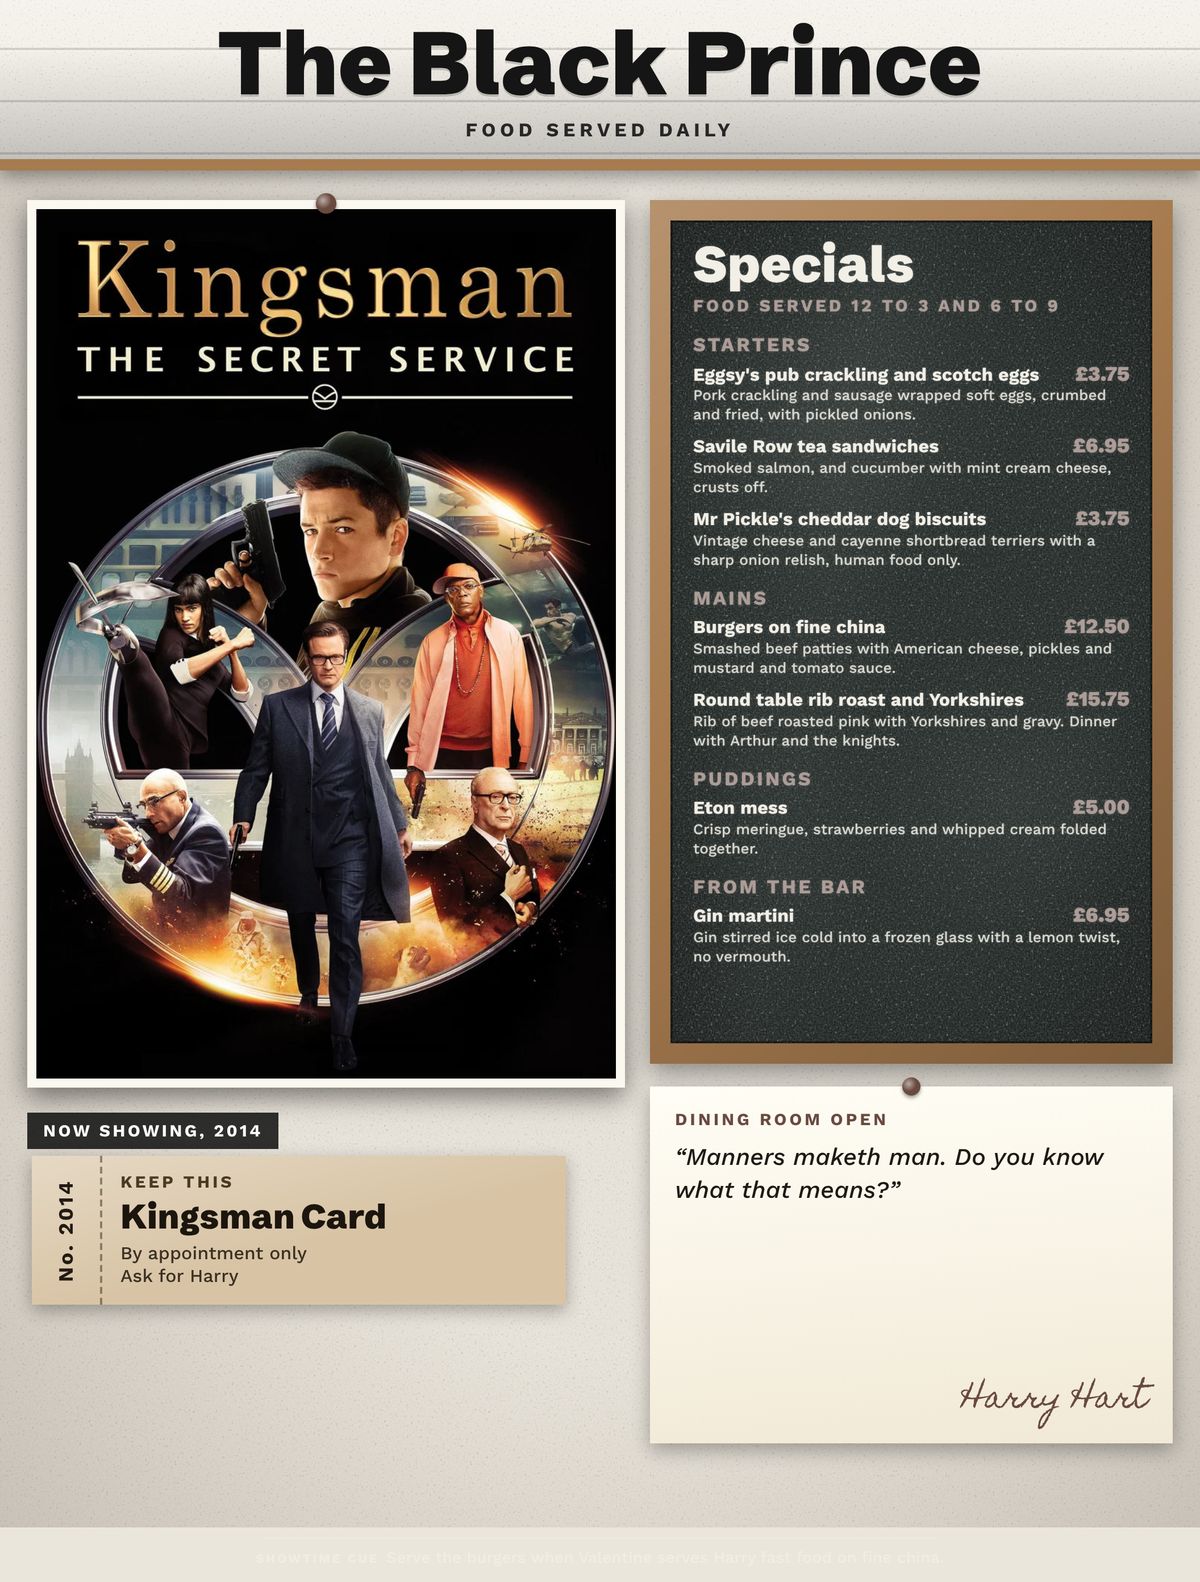 The Black Prince
FOOD SERVED DAILY
Kingsman
THE SECRET SERVICE
NOW SHOWING, 2014
No. 2014
KEEP THIS
Kingsman Card
By appointment only
Ask for Harry
Specials
FOOD SERVED 12 TO 3 AND 6 TO 9
STARTERS
Eggsy's pub crackling and scotch eggs £3.75
Pork crackling and sausage wrapped soft eggs, crumbed
and fried, with pickled onions.
Savile Row tea sandwiches £6.95
Smoked salmon, and cucumber with mint cream cheese,
crusts off.
Mr Pickle's cheddar dog biscuits £3.75
Vintage cheese and cayenne shortbread terriers with a
sharp onion relish, human food only.
MAINS
Burgers on fine china £12.50
Smashed beef patties with American cheese, pickles and
mustard and tomato sauce.
Round table rib roast and Yorkshires £15.75
Rib of beef roasted pink with Yorkshires and gravy. Dinner
with Arthur and the knights.
PUDDINGS
Eton mess £5.00
Crisp meringue, strawberries and whipped cream folded
together.
FROM THE BAR
Gin martini £6.95
Gin stirred ice cold into a frozen glass with a lemon twist,
no vermouth.
DINING ROOM OPEN
“Manners maketh man. Do you know
what that means?”
Harry Hart
SHOWTIME CUE Serve the burgers when Valentine serves Harry fast food on fine china.